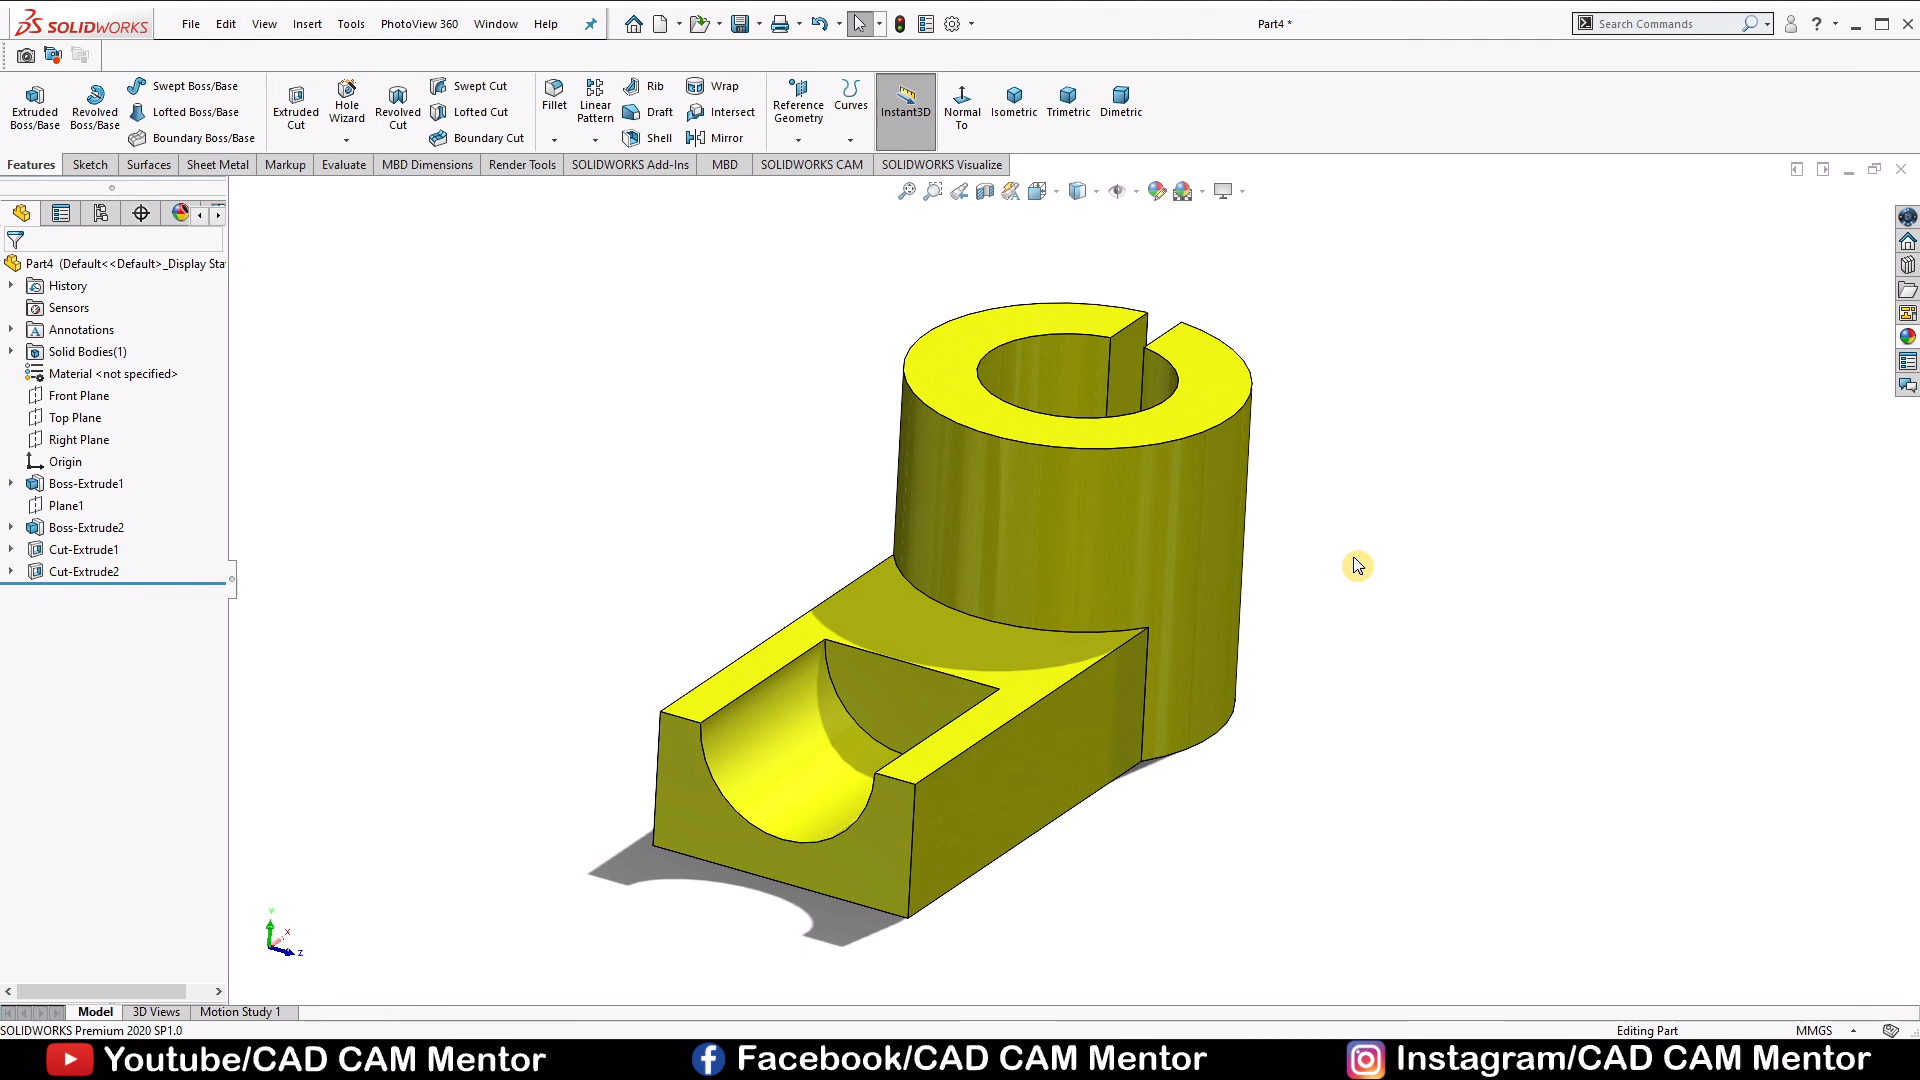 SOLIDWORKS File Edit View Insert Tools PhotoView 360 Window Help Part4 * Search Commands ?
Extruded Boss/Base
Revolved Boss/Base
Swept Boss/Base
Lofted Boss/Base
Boundary Boss/Base
Extruded Cut
Hole Wizard
Revolved Cut
Swept Cut
Lofted Cut
Boundary Cut
Fillet
Linear Pattern
Rib
Draft
Shell
Wrap
Intersect
Mirror
Reference Geometry
Curves
Instant3D
Normal To
Isometric
Trimetric
Dimetric
Features Sketch Surfaces Sheet Metal Markup Evaluate MBD Dimensions Render Tools SOLIDWORKS Add-Ins MBD SOLIDWORKS CAM SOLIDWORKS Visualize
Part4 (Default<<Default>_Display Sta
History
Sensors
Annotations
Solid Bodies(1)
Material <not specified>
Front Plane
Top Plane
Right Plane
Origin
Boss-Extrude1
Plane1
Boss-Extrude2
Cut-Extrude1
Cut-Extrude2
Y
X
Z
Model 3D Views Motion Study 1
SOLIDWORKS Premium 2020 SP1.0 Editing Part MMGS
Youtube/CAD CAM Mentor Facebook/CAD CAM Mentor Instagram/CAD CAM Mentor